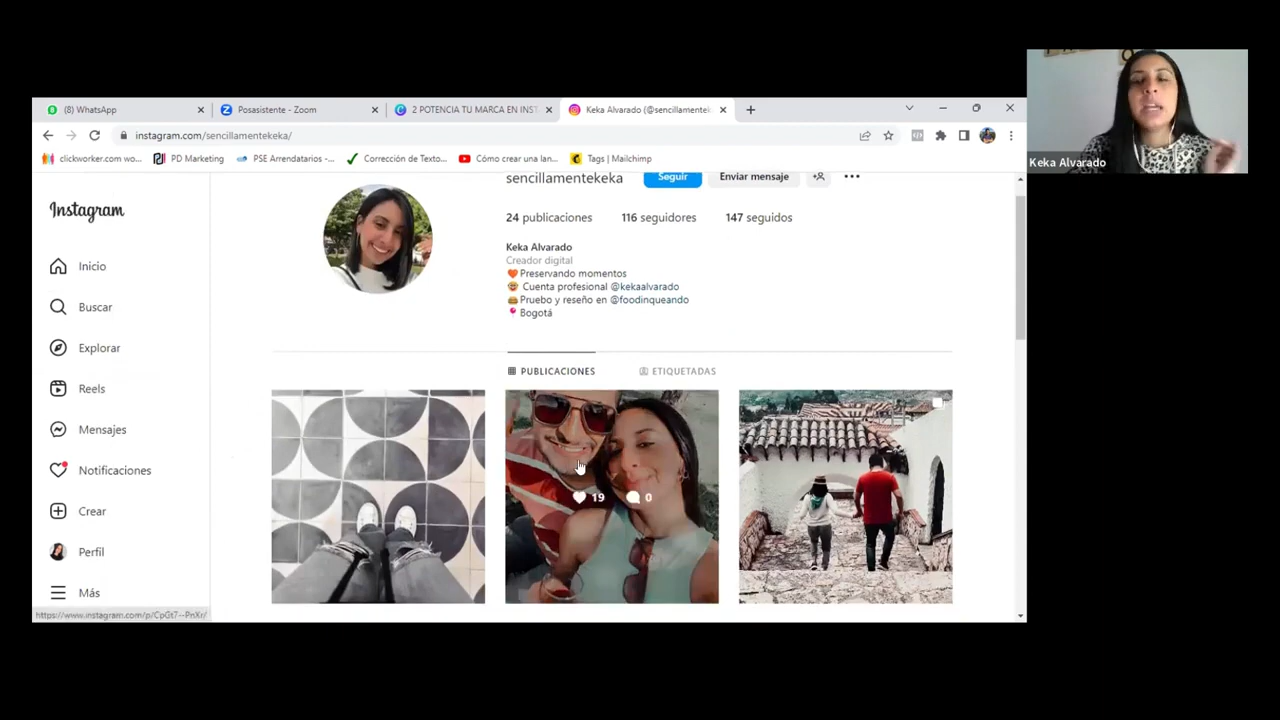 (8) WhatsApp
Posasistente - Zoom
2 POTENCIA TU MARCA EN INST
Keka Alvarado (@sencillamentek
instagram.com/sencillamentekeka/
clickworker.com wo...
PD Marketing
PSE Arrendatarios -...
Corrección de Texto...
Cómo crear una lan...
Tags | Mailchimp
Keka Alvarado
Instagram
Inicio
Buscar
Explorar
Reels
Mensajes
Notificaciones
Crear
Perfil
Más
sencillamentekeka
Seguir
Enviar mensaje
24 publicaciones
116 seguidores
147 seguidos
Keka Alvarado
Creador digital
Preservando momentos
Cuenta profesional @kekaalvarado
Pruebo y reseño en @foodinqueando
Bogotá
PUBLICACIONES
ETIQUETADAS
19
0